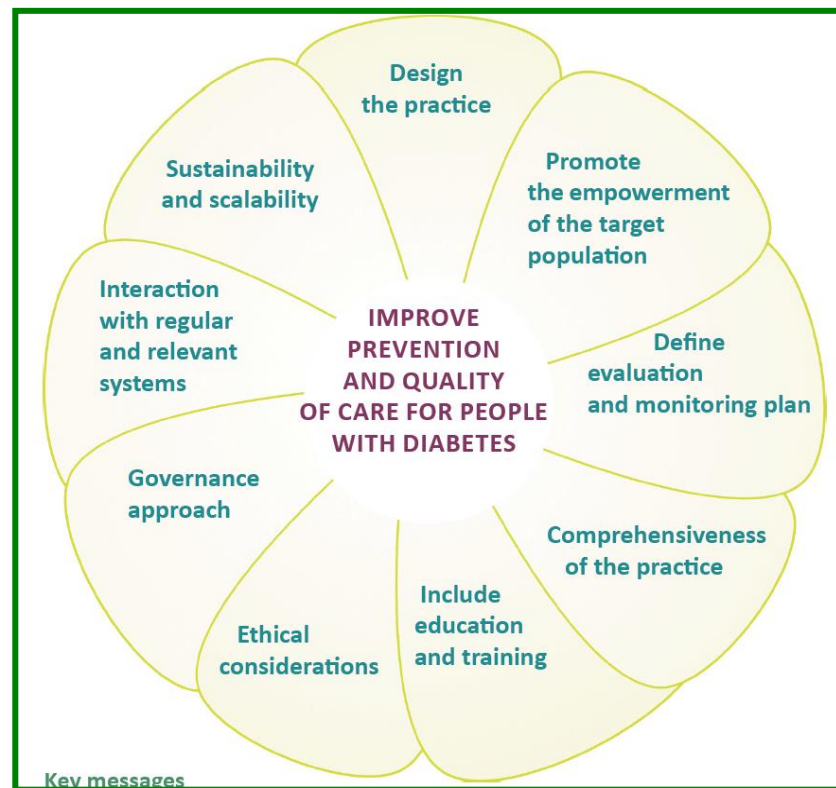 Design
the practice
Promote
the empowerment
of the target
population
Define
evaluation
and monitoring plan
Comprehensiveness
of the practice
Include
education
and training
Ethical
considerations
Governance
approach
Interaction
with regular
and relevant
systems
Sustainability
and scalability
IMPROVE
PREVENTION
AND QUALITY
OF CARE FOR PEOPLE
WITH DIABETES
Key messages